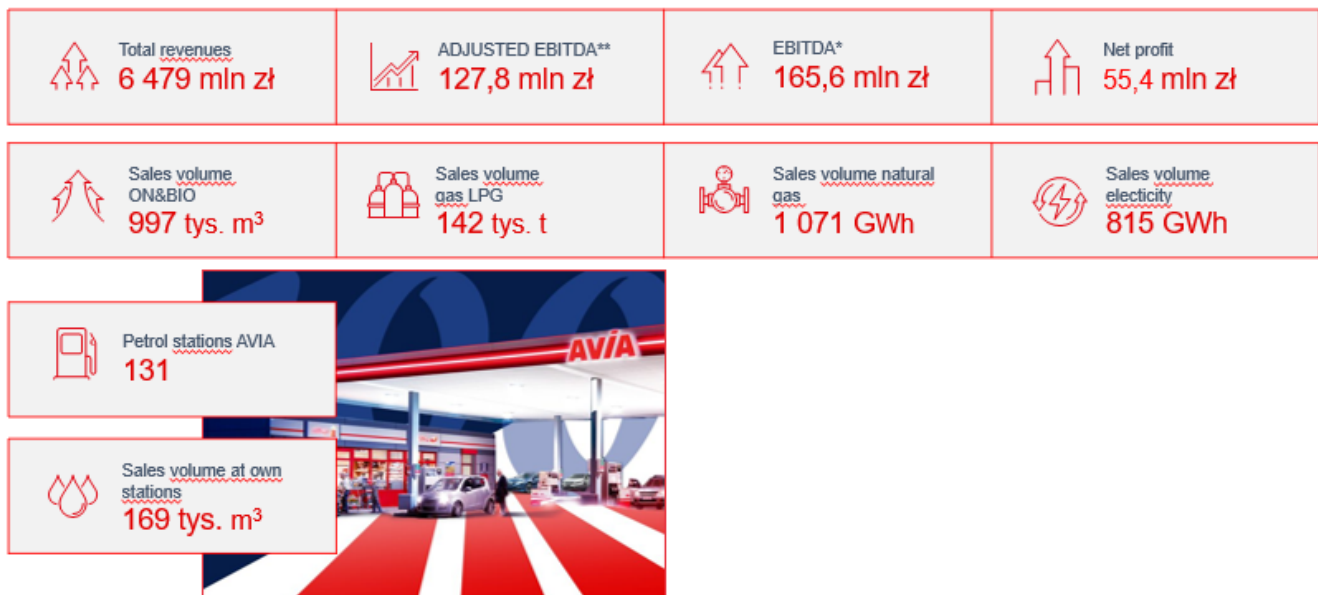 Total revenues
6 479 mln zł
ADJUSTED EBITDA**
127,8 mln zł
EBITDA*
165,6 mln zł
Net profit
55,4 mln zł
Sales volume
ON&BIO
997 tys. m³
Sales volume
gas LPG
142 tys. t
Sales volume natural
gas
1 071 GWh
Sales volume
electicity
815 GWh
Petrol stations AVIA
131
AVIA
Sales volume at own
stations
169 tys. m³